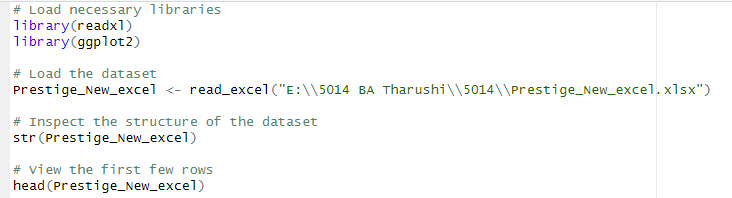 # Load necessary libraries
library(readxl)
library(ggplot2)
# Load the dataset
Prestige_New_excel <- read_excel("E:\\5014 BA Tharushi\\5014\\Prestige_New_excel.xlsx")
# Inspect the structure of the dataset
str(Prestige_New_excel)
# View the first few rows
head(Prestige_New_excel)